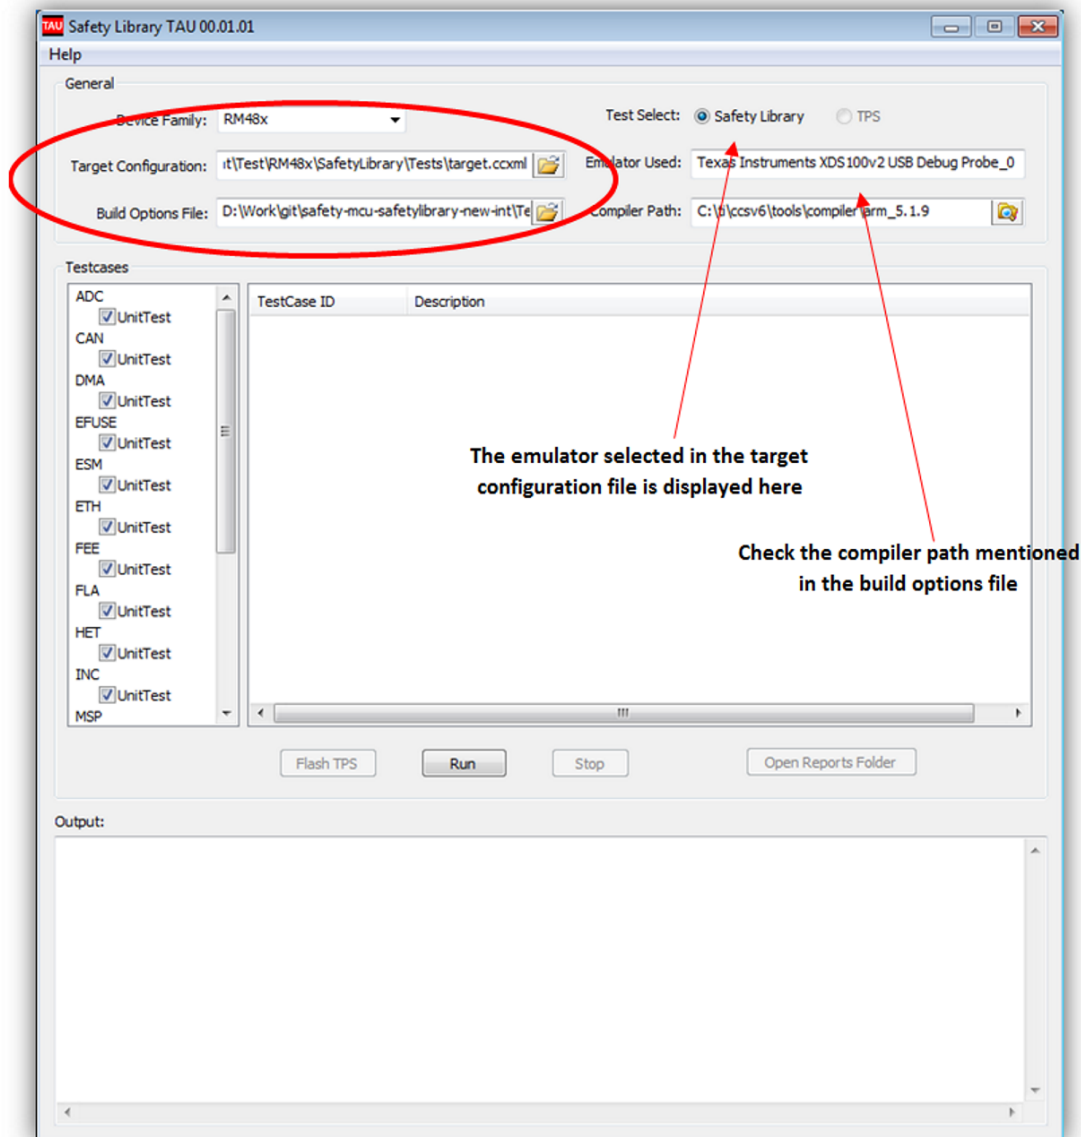 TAU Safety Library TAU 00.01.01
Help
General
Device Family: RM48x
Test Select: Safety Library TPS
Target Configuration: ıt\Test\RM48x\SafetyLibrary\Tests\target.ccxml
Emulator Used: Texas Instruments XDS100v2 USB Debug Probe_0
Build Options File: D:\Work\git\safety-mcu-safetylibrary-new-int\Te
Compiler Path: C:\ti\ccsv6\tools\compiler\arm_5.1.9
Testcases
ADC
UnitTest
CAN
UnitTest
DMA
UnitTest
EFUSE
UnitTest
ESM
UnitTest
ETH
UnitTest
FEE
UnitTest
FLA
UnitTest
HET
UnitTest
INC
UnitTest
MSP
TestCase ID Description
The emulator selected in the target
configuration file is displayed here
Check the compiler path mentioned
in the build options file
Flash TPS Run Stop Open Reports Folder
Output: